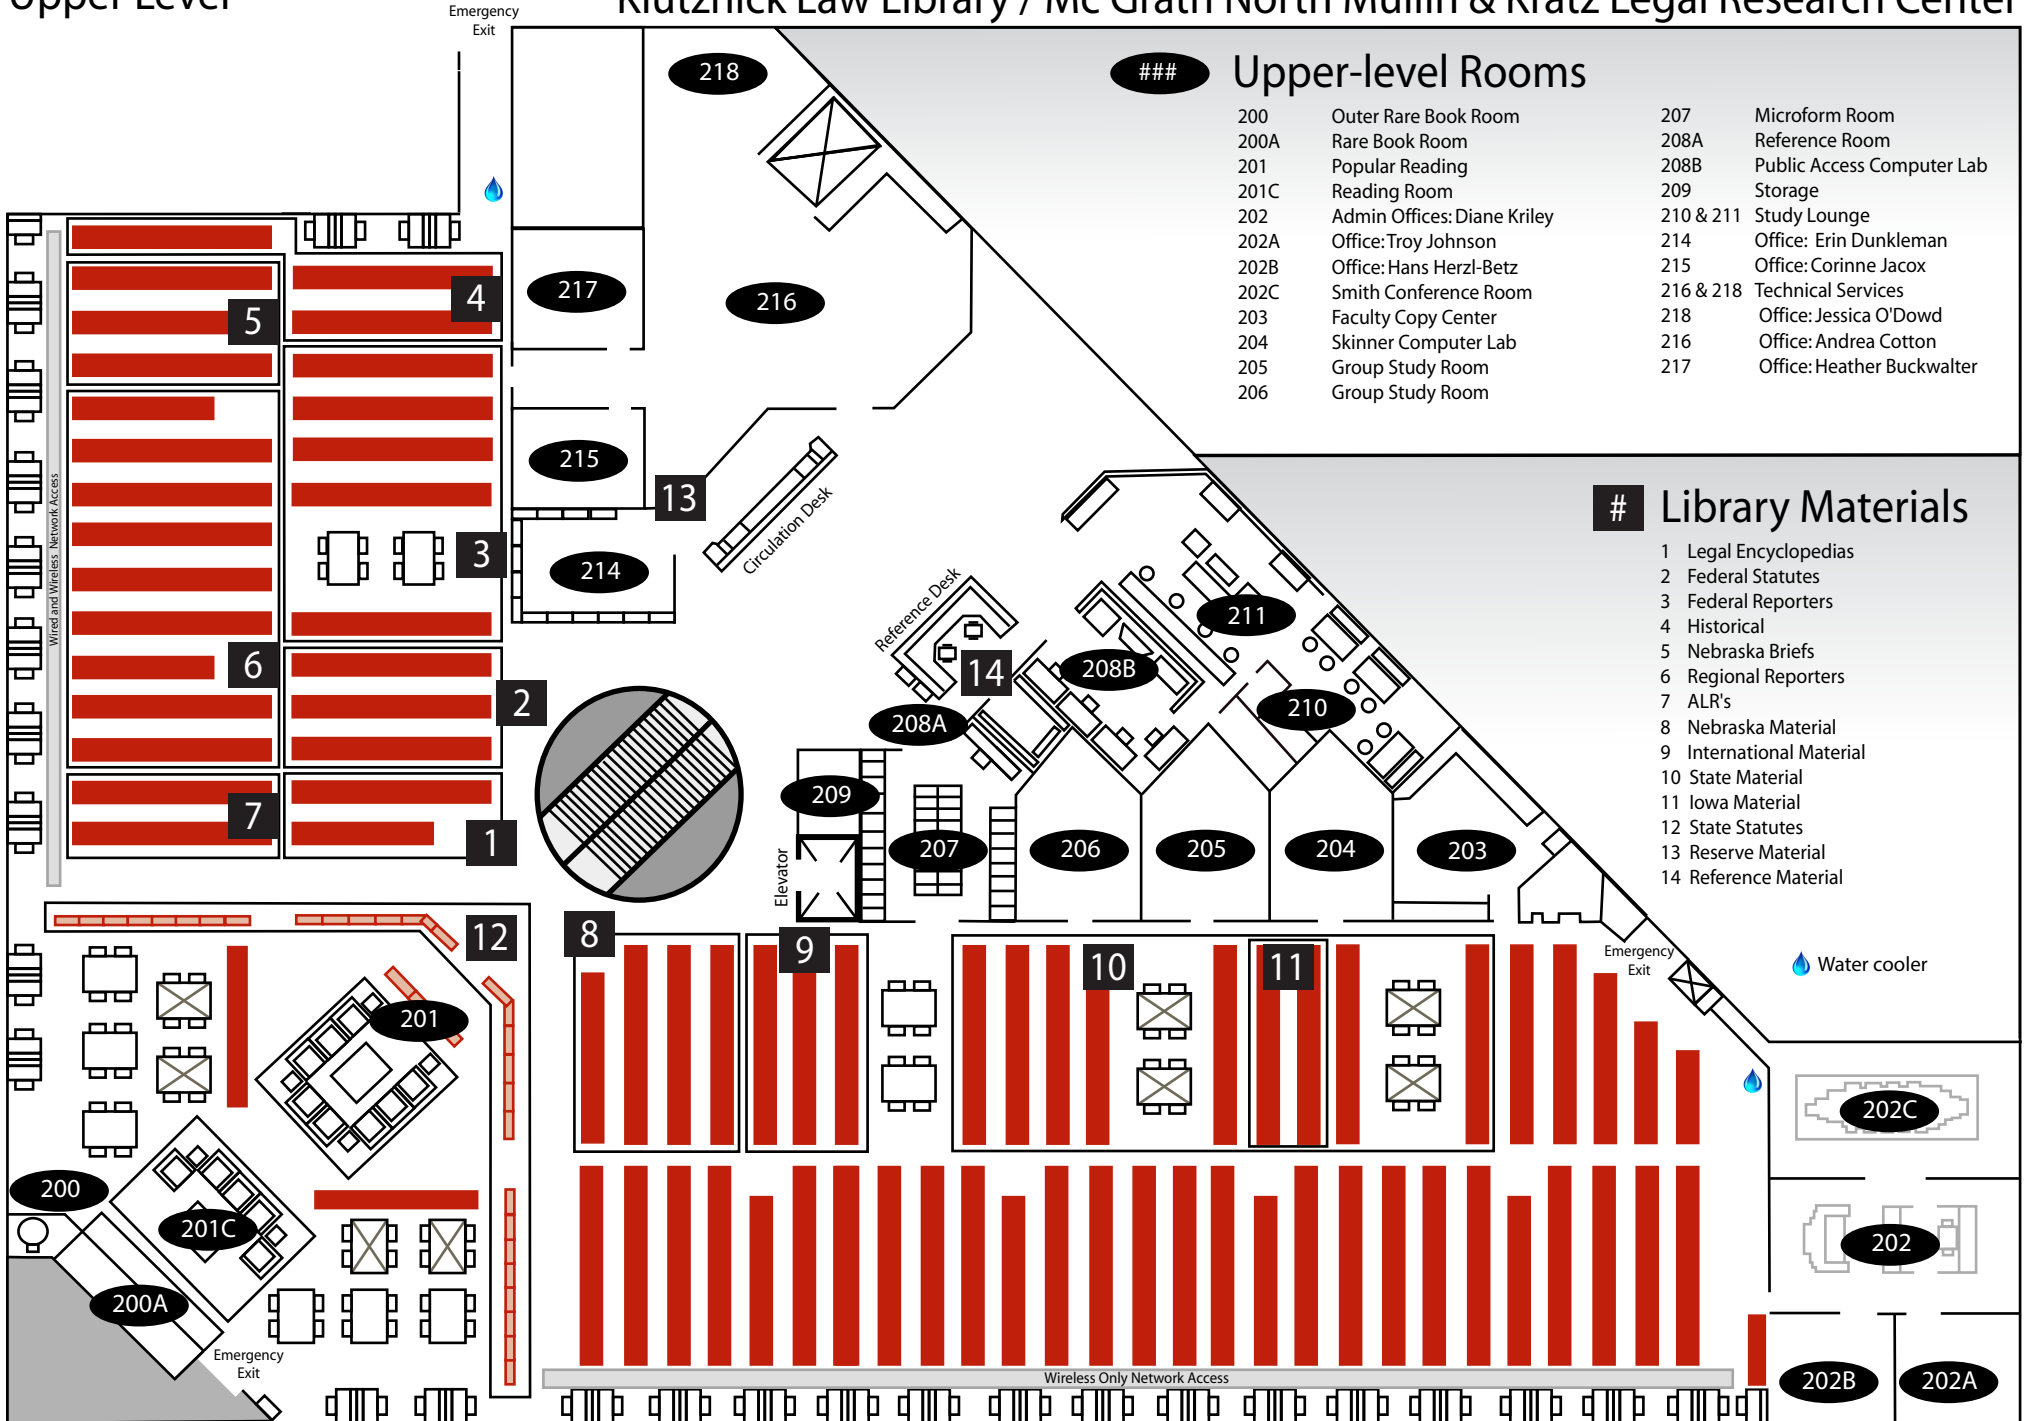 Upper Level
Klutznick Law Library / Mc Grath North Mullin & Kratz Legal Research Center
Emergency
Exit
### Upper-level Rooms
200 Outer Rare Book Room
200A Rare Book Room
201 Popular Reading
201C Reading Room
202 Admin Offices: Diane Kriley
202A Office: Troy Johnson
202B Office: Hans Herzl-Betz
202C Smith Conference Room
203 Faculty Copy Center
204 Skinner Computer Lab
205 Group Study Room
206 Group Study Room
207 Microform Room
208A Reference Room
208B Public Access Computer Lab
209 Storage
210 & 211 Study Lounge
214 Office: Erin Dunkleman
215 Office: Corinne Jacox
216 & 218 Technical Services
218 Office: Jessica O'Dowd
216 Office: Andrea Cotton
217 Office: Heather Buckwalter
# Library Materials
1 Legal Encyclopedias
2 Federal Statutes
3 Federal Reporters
4 Historical
5 Nebraska Briefs
6 Regional Reporters
7 ALR's
8 Nebraska Material
9 International Material
10 State Material
11 Iowa Material
12 State Statutes
13 Reserve Material
14 Reference Material
Water cooler
218
217
216
4
5
215
13
Circulation Desk
3
214
Wired and Wireless Network Access
Reference Desk
211
6
14
208B
2
208A
210
209
7
1
Elevator
207
206
205
204
203
12
8
9
10
11
Emergency
Exit
201
202C
200
201C
202
200A
Emergency
Exit
Wireless Only Network Access
202B
202A